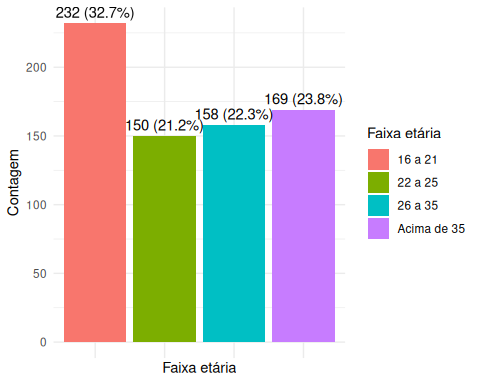 232 (32.7%)
169 (23.8%)
158 (22.3%)
150 (21.2%)
200
150
100
50
0
Contagem
Faixa etária
Faixa etária
16 a 21
22 a 25
26 a 35
Acima de 35